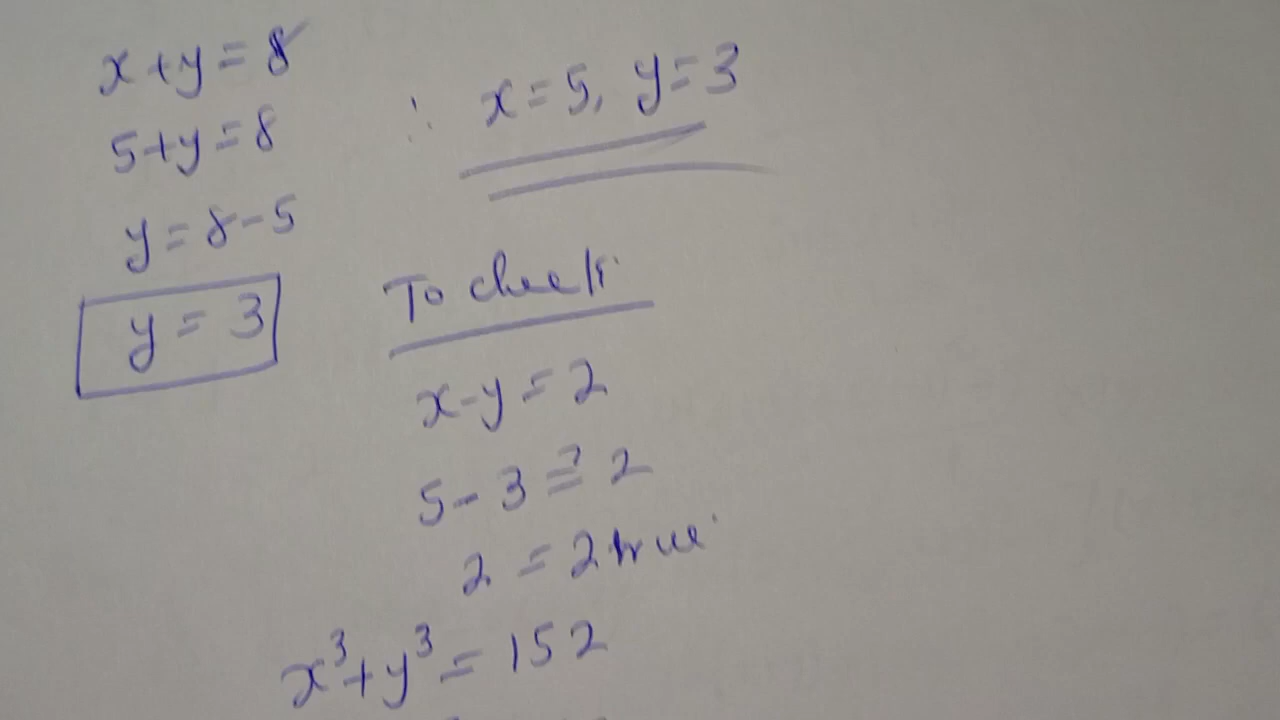 x+y=8
5+y=8
y=8-5
y=3
∴ x=5, y=3
To check
x-y=2
5-3≟2
2=2 true.
x³+y³=152